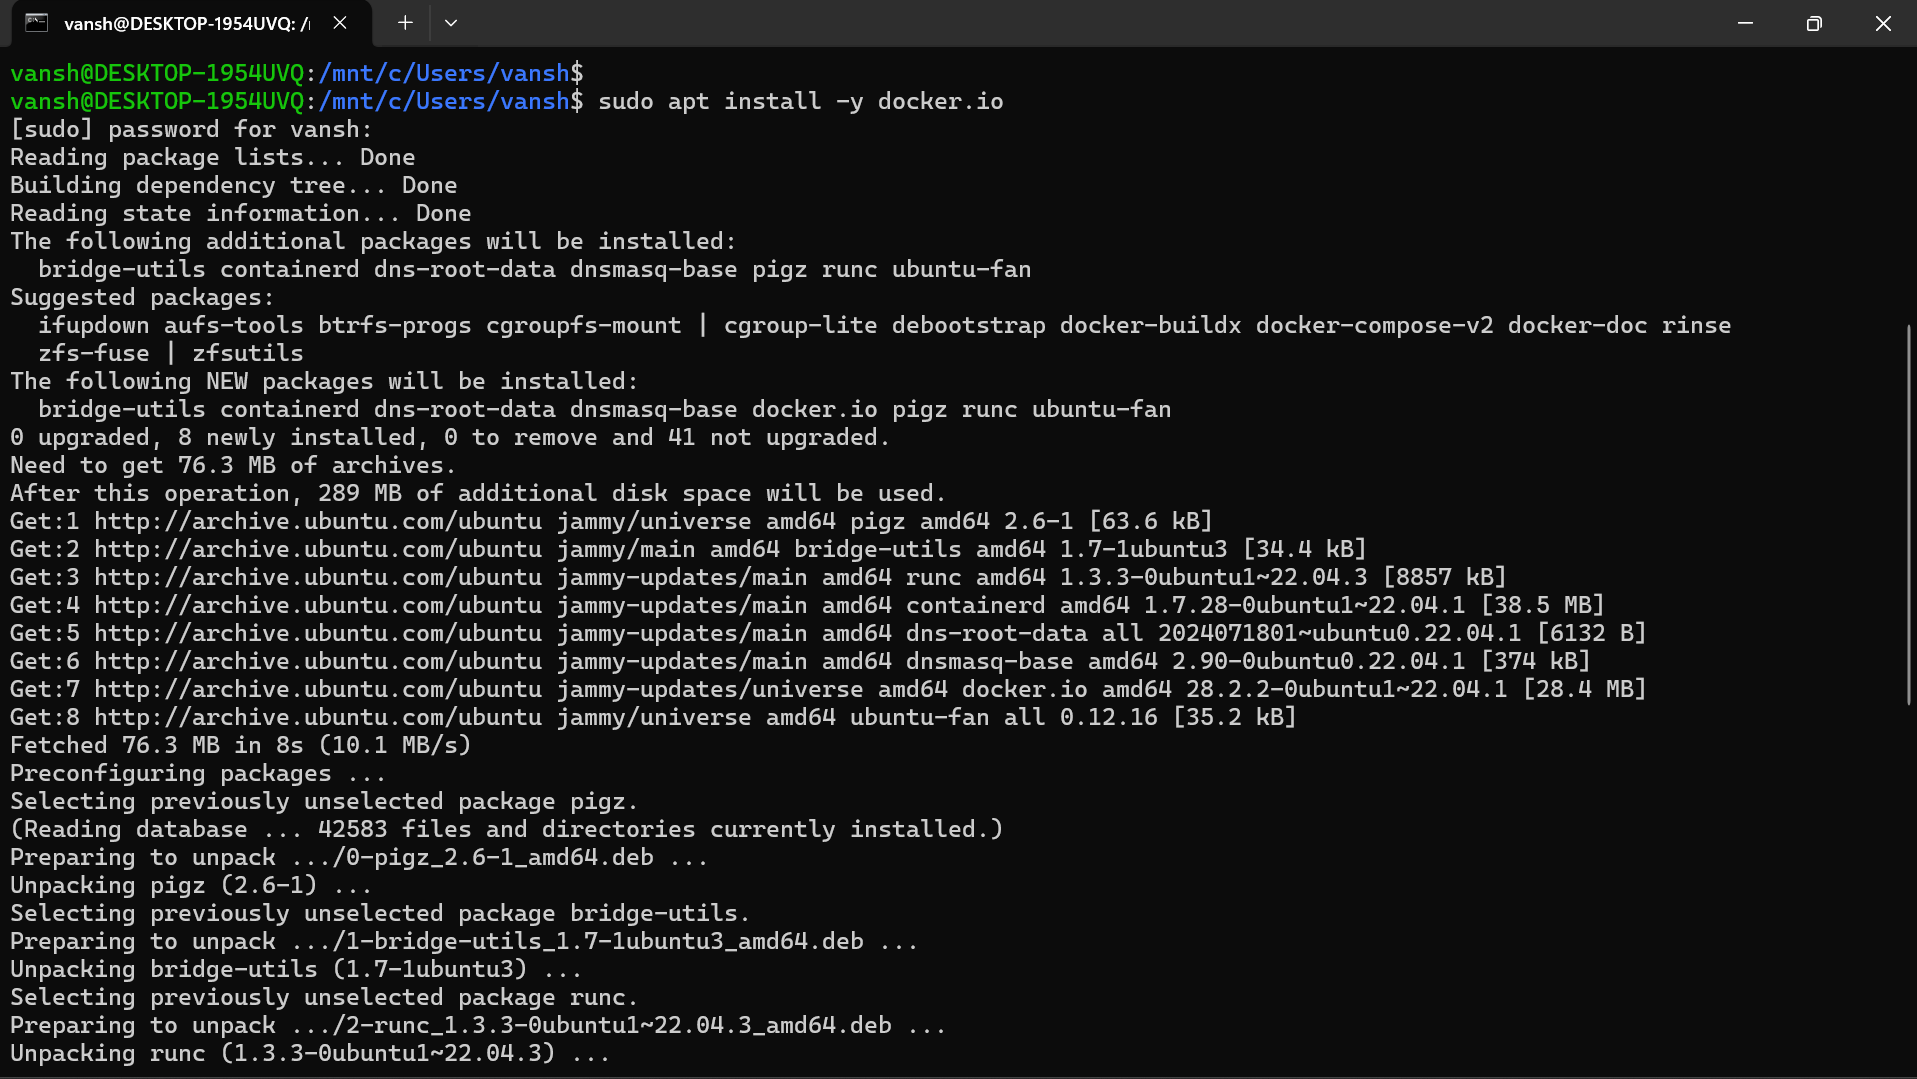 vansh@DESKTOP-1954UVQ: /
vansh@DESKTOP-1954UVQ:/mnt/c/Users/vansh$
vansh@DESKTOP-1954UVQ:/mnt/c/Users/vansh$ sudo apt install -y docker.io
[sudo] password for vansh:
Reading package lists... Done
Building dependency tree... Done
Reading state information... Done
The following additional packages will be installed:
  bridge-utils containerd dns-root-data dnsmasq-base pigz runc ubuntu-fan
Suggested packages:
  ifupdown aufs-tools btrfs-progs cgroupfs-mount | cgroup-lite debootstrap docker-buildx docker-compose-v2 docker-doc rinse
  zfs-fuse | zfsutils
The following NEW packages will be installed:
  bridge-utils containerd dns-root-data dnsmasq-base docker.io pigz runc ubuntu-fan
0 upgraded, 8 newly installed, 0 to remove and 41 not upgraded.
Need to get 76.3 MB of archives.
After this operation, 289 MB of additional disk space will be used.
Get:1 http://archive.ubuntu.com/ubuntu jammy/universe amd64 pigz amd64 2.6-1 [63.6 kB]
Get:2 http://archive.ubuntu.com/ubuntu jammy/main amd64 bridge-utils amd64 1.7-1ubuntu3 [34.4 kB]
Get:3 http://archive.ubuntu.com/ubuntu jammy-updates/main amd64 runc amd64 1.3.3-0ubuntu1~22.04.3 [8857 kB]
Get:4 http://archive.ubuntu.com/ubuntu jammy-updates/main amd64 containerd amd64 1.7.28-0ubuntu1~22.04.1 [38.5 MB]
Get:5 http://archive.ubuntu.com/ubuntu jammy-updates/main amd64 dns-root-data all 2024071801~ubuntu0.22.04.1 [6132 B]
Get:6 http://archive.ubuntu.com/ubuntu jammy-updates/main amd64 dnsmasq-base amd64 2.90-0ubuntu0.22.04.1 [374 kB]
Get:7 http://archive.ubuntu.com/ubuntu jammy-updates/universe amd64 docker.io amd64 28.2.2-0ubuntu1~22.04.1 [28.4 MB]
Get:8 http://archive.ubuntu.com/ubuntu jammy/universe amd64 ubuntu-fan all 0.12.16 [35.2 kB]
Fetched 76.3 MB in 8s (10.1 MB/s)
Preconfiguring packages ...
Selecting previously unselected package pigz.
(Reading database ... 42583 files and directories currently installed.)
Preparing to unpack .../0-pigz_2.6-1_amd64.deb ...
Unpacking pigz (2.6-1) ...
Selecting previously unselected package bridge-utils.
Preparing to unpack .../1-bridge-utils_1.7-1ubuntu3_amd64.deb ...
Unpacking bridge-utils (1.7-1ubuntu3) ...
Selecting previously unselected package runc.
Preparing to unpack .../2-runc_1.3.3-0ubuntu1~22.04.3_amd64.deb ...
Unpacking runc (1.3.3-0ubuntu1~22.04.3) ...